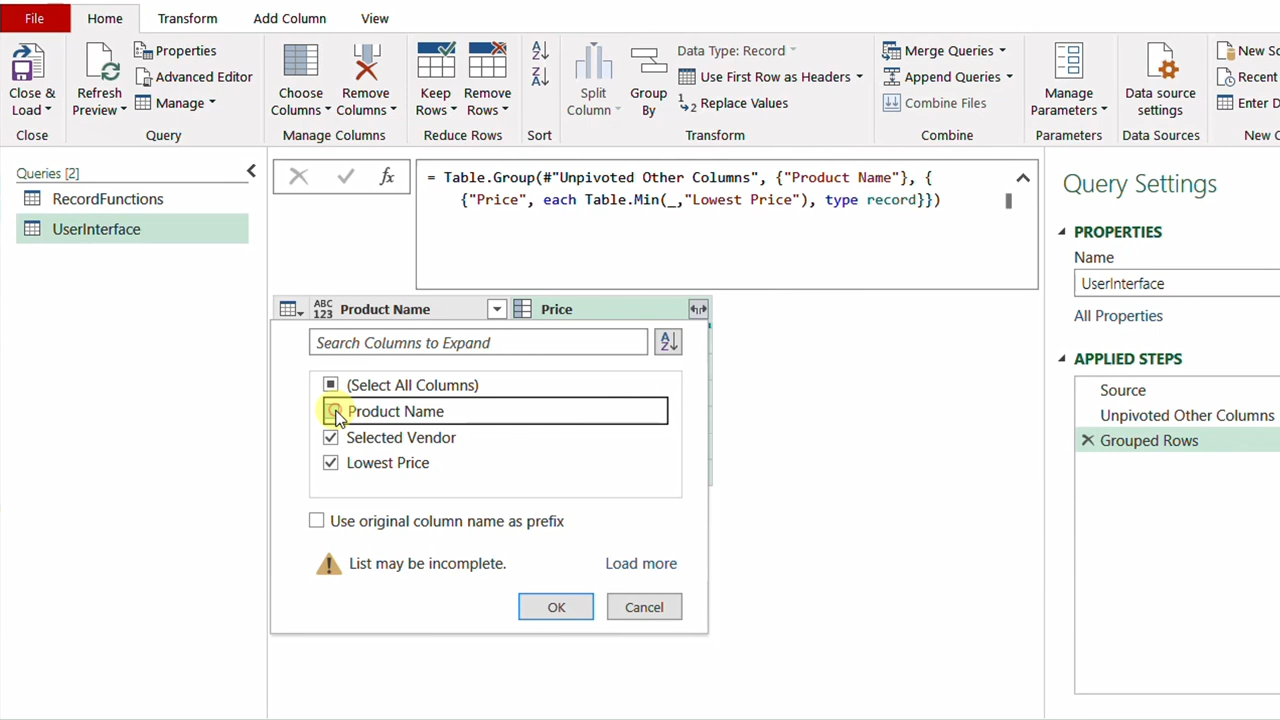 File Home Transform Add Column View
Close & Load
Refresh Preview
Properties
Advanced Editor
Manage
Choose Columns
Remove Columns
Keep Rows
Remove Rows
A Z
Z A
Split Column
Group By
Data Type: Record
Use First Row as Headers
1 2 Replace Values
Merge Queries
Append Queries
Combine Files
Manage Parameters
Data source settings
New So
Recent
Enter D
Close Query Manage Columns Reduce Rows Sort Transform Combine Parameters Data Sources New Q
Queries [2]
RecordFunctions
UserInterface
fx
= Table.Group(#"Unpivoted Other Columns", {"Product Name"}, {
{"Price", each Table.Min(_,"Lowest Price"), type record}})
ABC 123 Product Name Price
Search Columns to Expand
A Z
(Select All Columns)
Product Name
Selected Vendor
Lowest Price
Use original column name as prefix
List may be incomplete. Load more
OK Cancel
Query Settings
PROPERTIES
Name
UserInterface
All Properties
APPLIED STEPS
Source
Unpivoted Other Columns
Grouped Rows